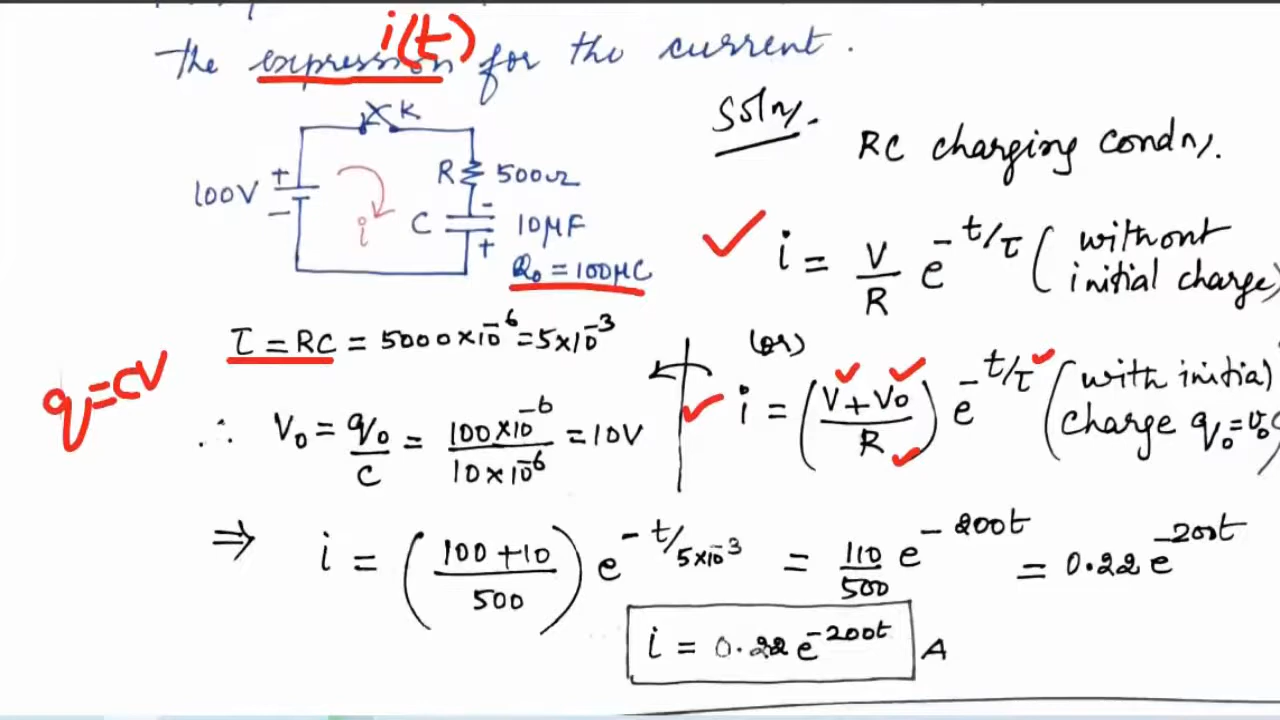 i(t)
the expression for the current.
K
100V
+
-
i
R 500Ω
C
-
+
10μF
Q₀ = 100μC
Soln.
RC charging condn.
i = V/R e^-t/τ (without initial charge)
(or)
i = (V+V₀/R) e^-t/τ (with initial charge q₀=v₀c
τ = RC = 5000×10^-6 = 5×10^-3
q=CV
∴ V₀ = q₀/C = 100×10^-6/10×10^-6 = 10V
⇒ i = (100+10/500) e^-t/5×10^-3 = 110/500 e^-200t = 0.22 e^-200t
i = 0.22 e^-200t A